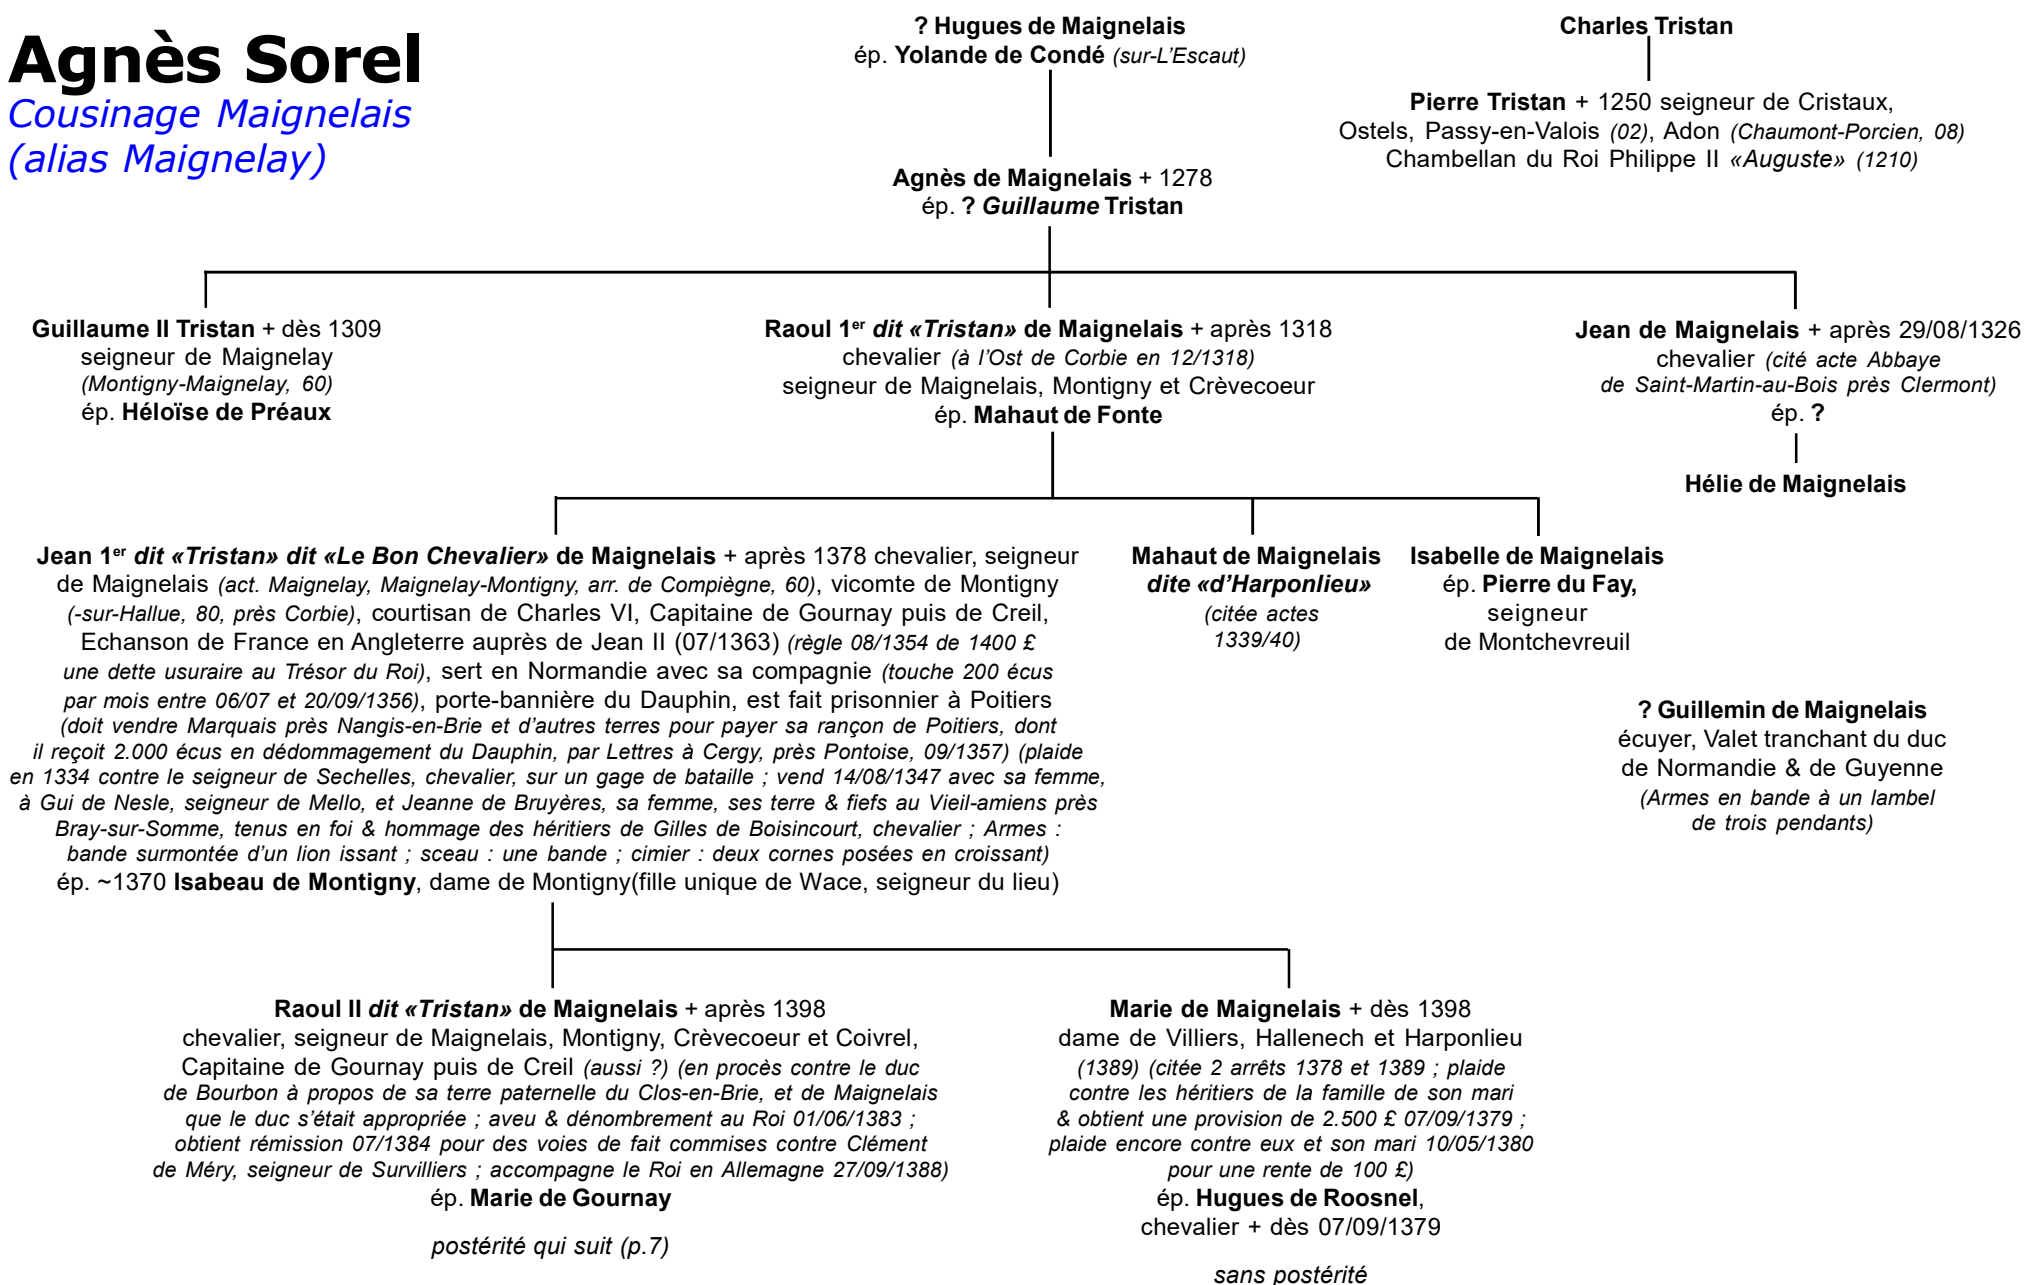 Agnès Sorel
Cousinage Maignelais
(alias Maignelay)
? Hugues de Maignelais
ép. Yolande de Condé (sur-L'Escaut)
Charles Tristan
Pierre Tristan + 1250 seigneur de Cristaux,
Ostels, Passy-en-Valois (02), Adon (Chaumont-Porcien, 08)
Chambellan du Roi Philippe II «Auguste» (1210)
Agnès de Maignelais + 1278
ép. ? Guillaume Tristan
Guillaume II Tristan + dès 1309
seigneur de Maignelay
(Montigny-Maignelay, 60)
ép. Héloïse de Préaux
Raoul 1er dit «Tristan» de Maignelais + après 1318
chevalier (à l'Ost de Corbie en 12/1318)
seigneur de Maignelais, Montigny et Crèvecoeur
ép. Mahaut de Fonte
Jean de Maignelais + après 29/08/1326
chevalier (cité acte Abbaye
de Saint-Martin-au-Bois près Clermont)
ép. ?
Hélie de Maignelais
Jean 1er dit «Tristan» dit «Le Bon Chevalier» de Maignelais + après 1378 chevalier, seigneur
de Maignelais (act. Maignelay, Maignelay-Montigny, arr. de Compiègne, 60), vicomte de Montigny
(-sur-Hallue, 80, près Corbie), courtisan de Charles VI, Capitaine de Gournay puis de Creil,
Echanson de France en Angleterre auprès de Jean II (07/1363) (règle 08/1354 de 1400 £
une dette usuraire au Trésor du Roi), sert en Normandie avec sa compagnie (touche 200 écus
par mois entre 06/07 et 20/09/1356), porte-bannière du Dauphin, est fait prisonnier à Poitiers
(doit vendre Marquais près Nangis-en-Brie et d'autres terres pour payer sa rançon de Poitiers, dont
il reçoit 2.000 écus en dédommagement du Dauphin, par Lettres à Cergy, près Pontoise, 09/1357) (plaide
en 1334 contre le seigneur de Sechelles, chevalier, sur un gage de bataille ; vend 14/08/1347 avec sa femme,
à Gui de Nesle, seigneur de Mello, et Jeanne de Bruyères, sa femme, ses terre & fiefs au Vieil-amiens près
Bray-sur-Somme, tenus en foi & hommage des héritiers de Gilles de Boisincourt, chevalier ; Armes :
bande surmontée d'un lion issant ; sceau : une bande ; cimier : deux cornes posées en croissant)
ép. ~1370 Isabeau de Montigny, dame de Montigny(fille unique de Wace, seigneur du lieu)
Mahaut de Maignelais
dite «d'Harponlieu»
(citée actes
1339/40)
Isabelle de Maignelais
ép. Pierre du Fay,
seigneur
de Montchevreuil
? Guillemin de Maignelais
écuyer, Valet tranchant du duc
de Normandie & de Guyenne
(Armes en bande à un lambel
de trois pendants)
Raoul II dit «Tristan» de Maignelais + après 1398
chevalier, seigneur de Maignelais, Montigny, Crèvecoeur et Coivrel,
Capitaine de Gournay puis de Creil (aussi ?) (en procès contre le duc
de Bourbon à propos de sa terre paternelle du Clos-en-Brie, et de Maignelais
que le duc s'était appropriée ; aveu & dénombrement au Roi 01/06/1383 ;
obtient rémission 07/1384 pour des voies de fait commises contre Clément
de Méry, seigneur de Survilliers ; accompagne le Roi en Allemagne 27/09/1388)
ép. Marie de Gournay
postérité qui suit (p.7)
Marie de Maignelais + dès 1398
dame de Villiers, Hallenech et Harponlieu
(1389) (citée 2 arrêts 1378 et 1389 ; plaide
contre les héritiers de la famille de son mari
& obtient une provision de 2.500 £ 07/09/1379 ;
plaide encore contre eux et son mari 10/05/1380
pour une rente de 100 £)
ép. Hugues de Roosnel,
chevalier + dès 07/09/1379
sans postérité